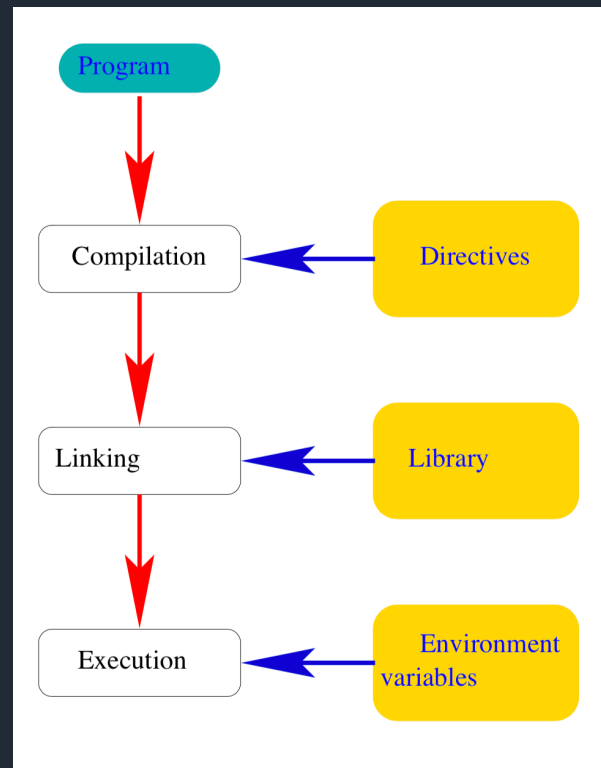 Program
Compilation
Directives
Linking
Library
Execution
Environment
variables